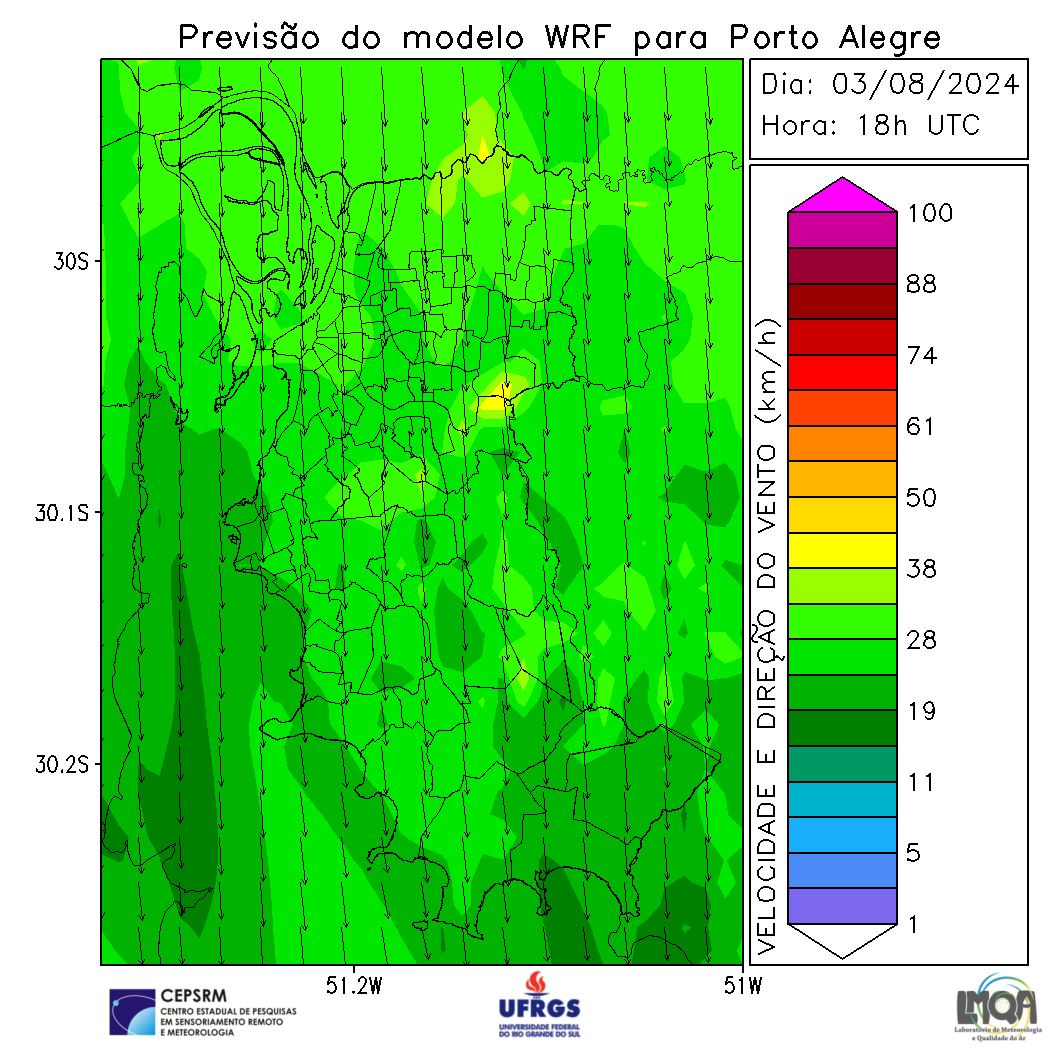 Previsão do modelo WRF para Porto Alegre
Dia: 03/08/2024
Hora: 18h UTC
30S
30.1S
30.2S
51.2W
51W
VELOCIDADE E DIREÇÃO DO VENTO (km/h)
100
88
74
61
50
38
28
19
11
5
1
CEPSRM
CENTRO ESTADUAL DE PESQUISAS
EM SENSORIAMENTO REMOTO
E METEOROLOGIA
UFRGS
UNIVERSIDADE FEDERAL
DO RIO GRANDE DO SUL
LMQA
Laboratório de Meteorologia
e Qualidade do Ar